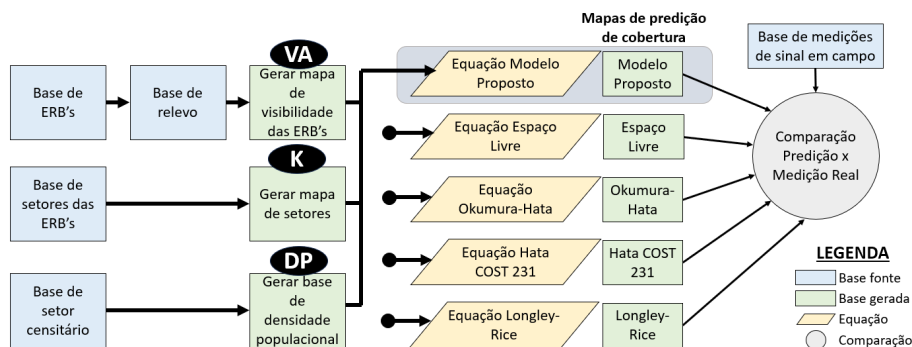 Mapas de predição
de cobertura
VA
Base de
ERB's
Base de
relevo
Gerar mapa
de
visibilidade
das ERB's
Equação Modelo
Proposto
Modelo
Proposto
Base de medições
de sinal em campo
Equação Espaço
Livre
Espaço
Livre
Comparação
Predição x
Medição Real
K
Base de
setores das
ERB's
Gerar mapa
de setores
Equação
Okumura-Hata
Okumura-
Hata
DP
Base de
setor
censitário
Gerar base
de
densidade
populacional
Equação Hata
COST 231
Hata COST
231
Equação Longley-
Rice
Longley-
Rice
LEGENDA
Base fonte
Base gerada
Equação
Comparação